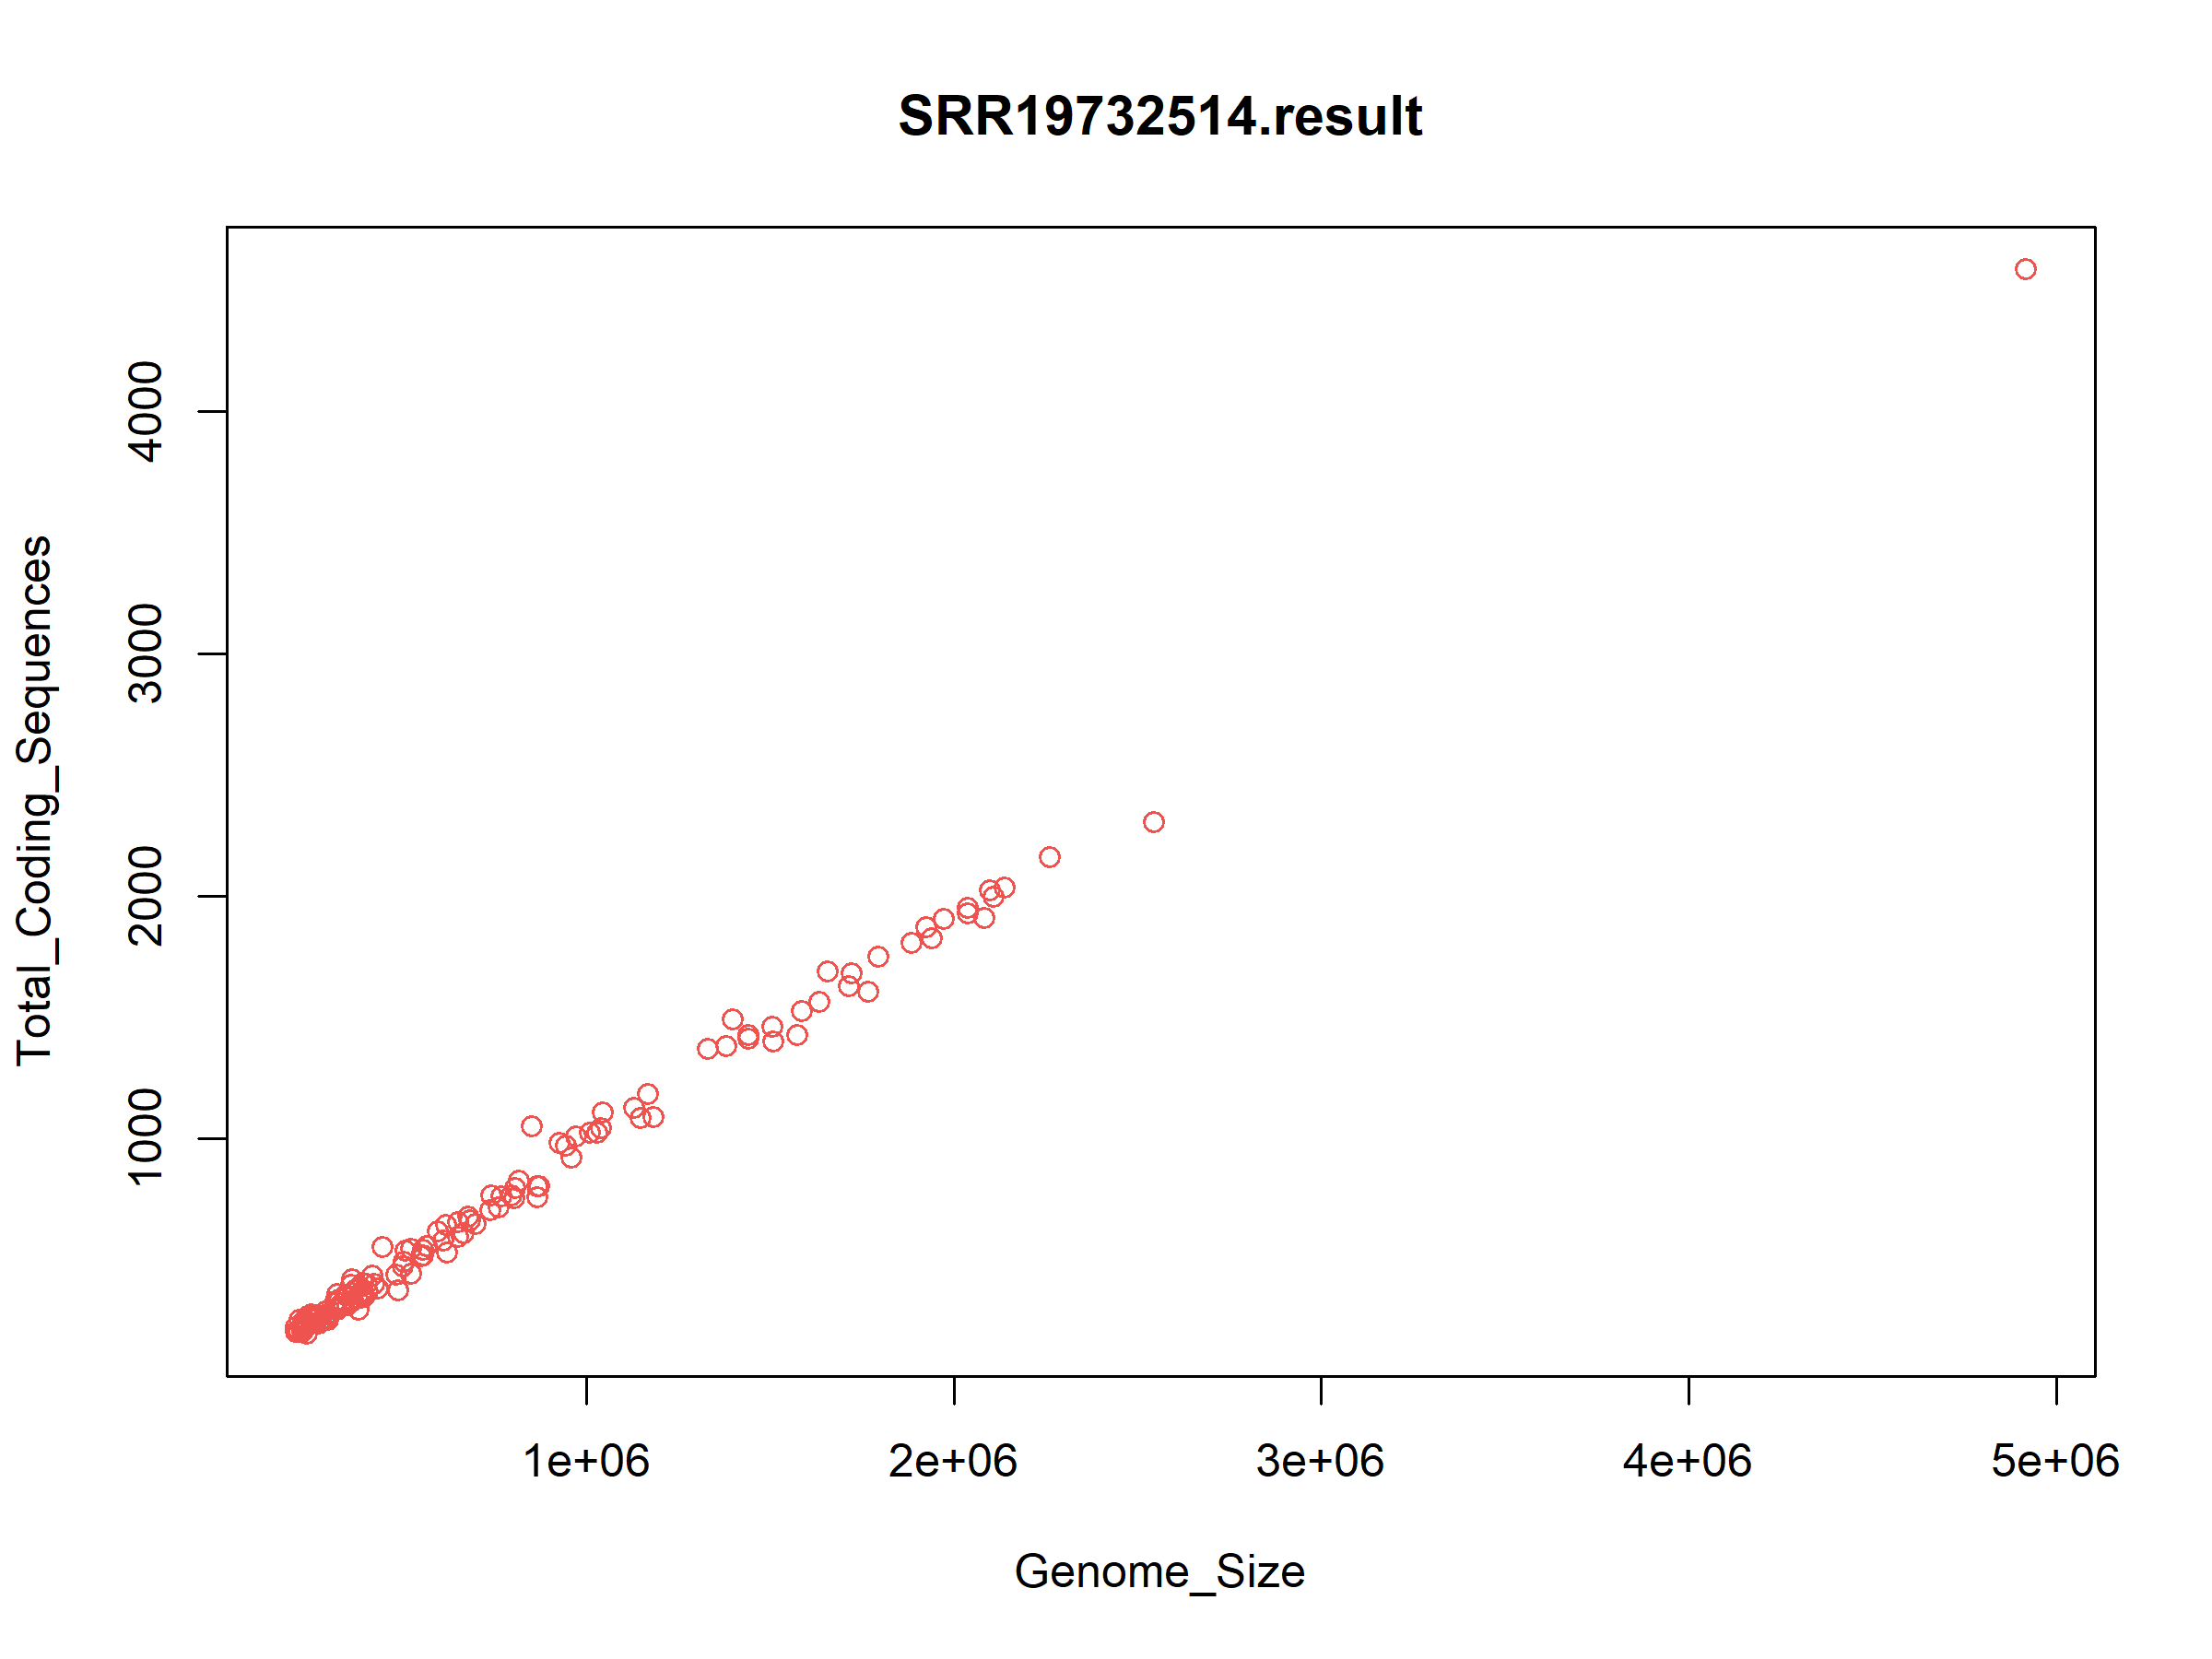 SRR19732514.result
Total_Coding_Sequences
4000
3000
2000
1000
1e+06 2e+06 3e+06 4e+06 5e+06
Genome_Size